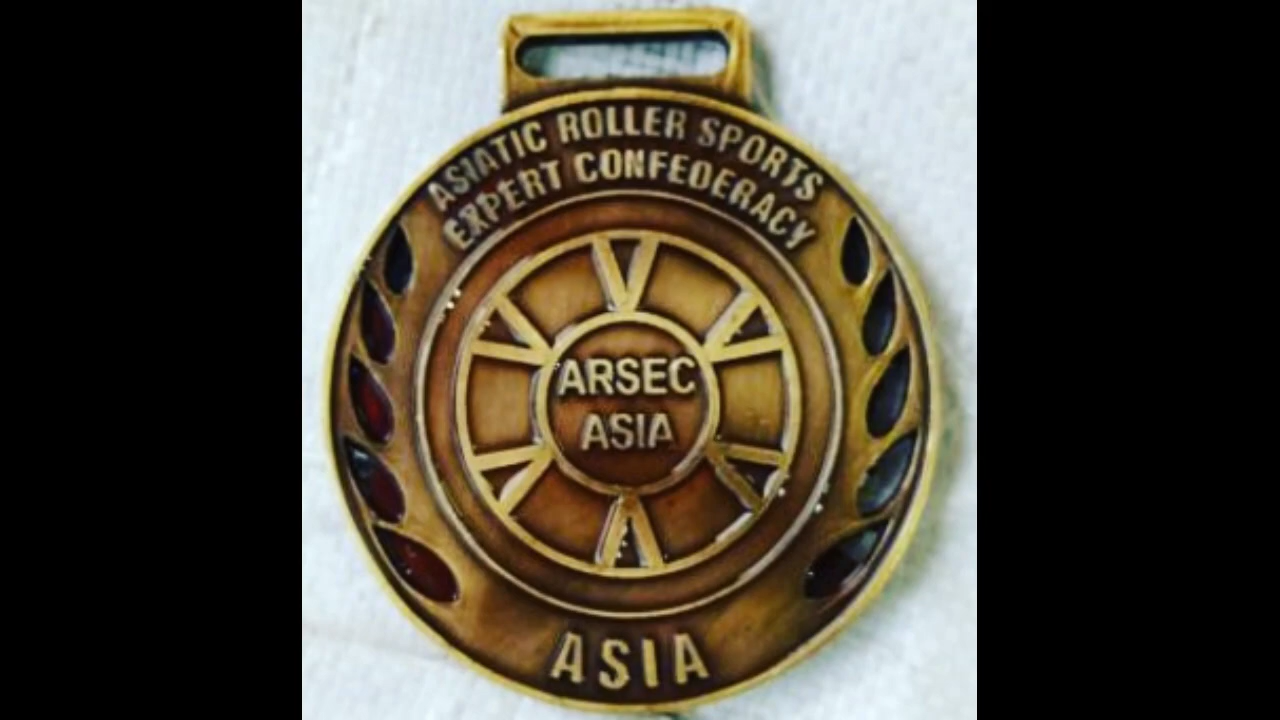 ASIATIC ROLLER SPORTS
EXPERT CONFEDERACY
ARSEC
ASIA
ASIA